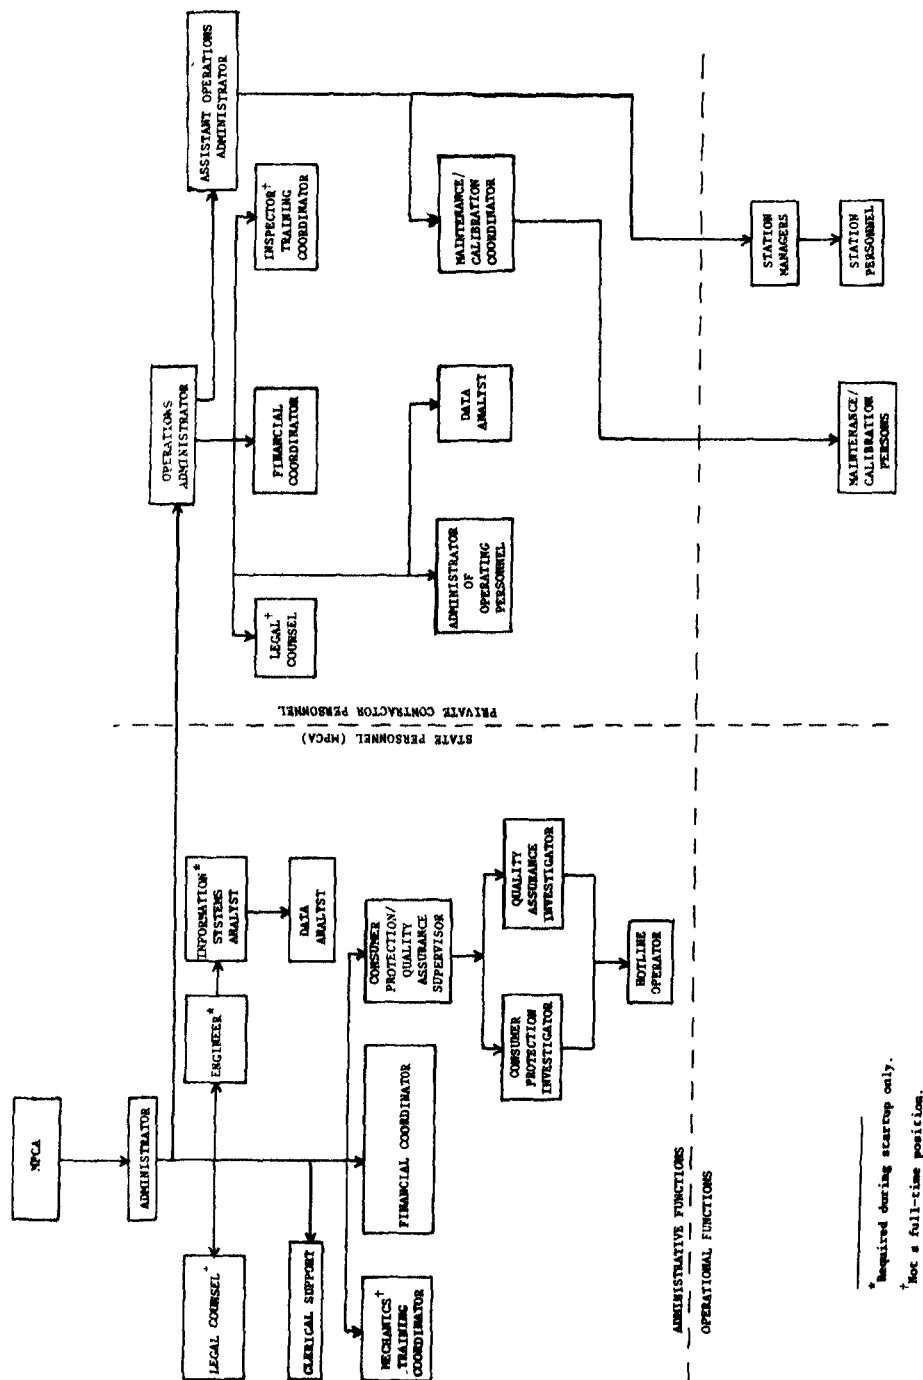 MPCA
ADMINISTRATOR
LEGAL COUNSEL†
ENGINEER*
INFORMATION*
SYSTEMS
ANALYST
DATA
ANALYST
CLERICAL SUPPORT
MECHANICS†
TRAINING
COORDINATOR
FINANCIAL COORDINATOR
CONSUMER
PROTECTION/
QUALITY
ASSURANCE
SUPERVISOR
CONSUMER
PROTECTION
INVESTIGATOR
QUALITY
ASSURANCE
INVESTIGATOR
HOTLINE
OPERATOR
STATE PERSONNEL (MPCA)
PRIVATE CONTRACTOR PERSONNEL
OPERATIONS
ADMINISTRATOR
ASSISTANT OPERATIONS
ADMINISTRATOR
LEGAL†
COUNSEL
FINANCIAL
COORDINATOR
INSPECTOR†
TRAINING
COORDINATOR
ADMINISTRATOR
OF
OPERATING
PERSONNEL
DATA
ANALYST
MAINTENANCE/
CALIBRATION
COORDINATOR
ADMINISTRATIVE FUNCTIONS
OPERATIONAL FUNCTIONS
STATION
MANAGERS
MAINTENANCE/
CALIBRATION
PERSONS
STATION
PERSONNEL
*Required during startup only.
†Not a full-time position.